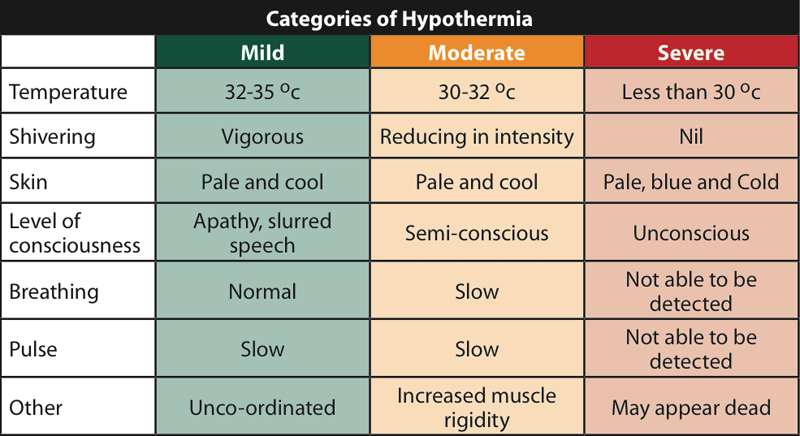 Categories of Hypothermia
Mild Moderate Severe
Temperature 32-35 ºc 30-32 ºc Less than 30 ºc
Shivering Vigorous Reducing in intensity Nil
Skin Pale and cool Pale and cool Pale, blue and Cold
Level of consciousness Apathy, slurred speech Semi-conscious Unconscious
Breathing Normal Slow Not able to be detected
Pulse Slow Slow Not able to be detected
Other Unco-ordinated Increased muscle rigidity May appear dead